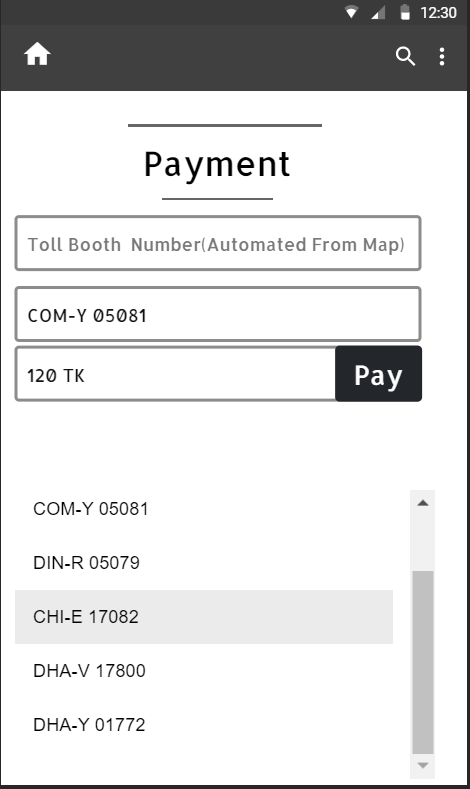 12:30
Payment
Toll Booth Number(Automated From Map)
COM-Y 05081
120 TK
Pay
COM-Y 05081
DIN-R 05079
CHI-E 17082
DHA-V 17800
DHA-Y 01772